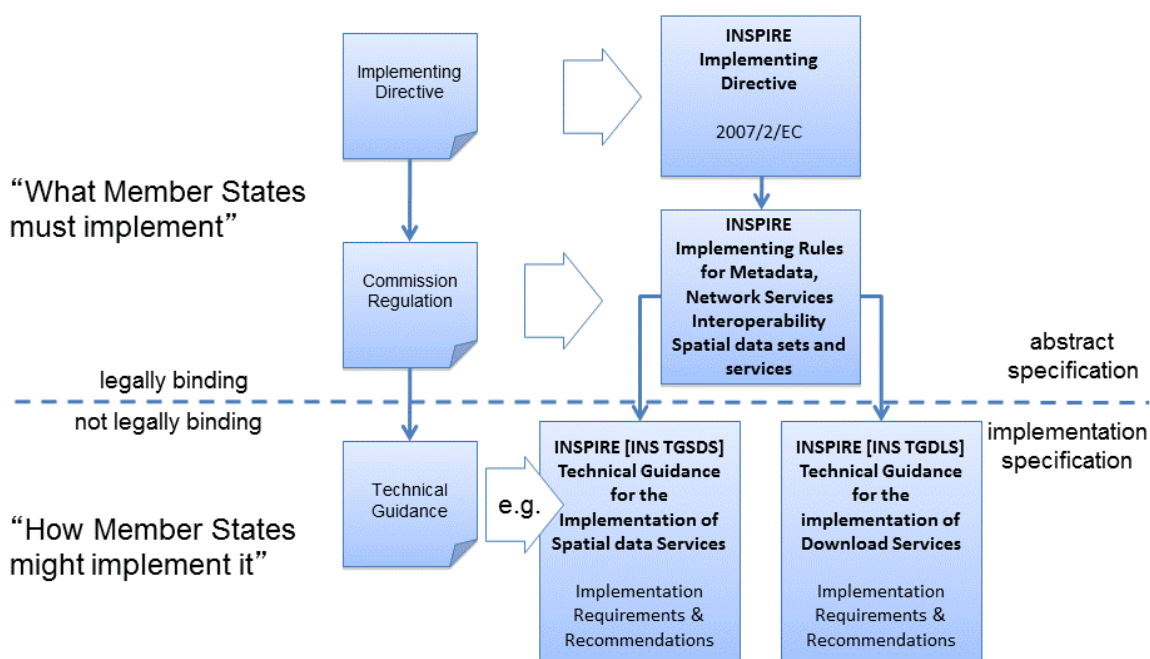 Implementing
Directive
INSPIRE
Implementing
Directive
2007/2/EC
“What Member States
must implement”
Commission
Regulation
INSPIRE
Implementing Rules
for Metadata,
Network Services
Interoperability
Spatial data sets and
services
abstract
specification
legally binding
not legally binding
implementation
specification
Technical
Guidance
e.g.
INSPIRE [INS TGSDS]
Technical Guidance
for the
Implementation of
Spatial data Services
Implementation
Requirements &
Recommendations
INSPIRE [INS TGDLS]
Technical Guidance
for the
implementation of
Download Services
Implementation
Requirements &
Recommendations
“How Member States
might implement it”